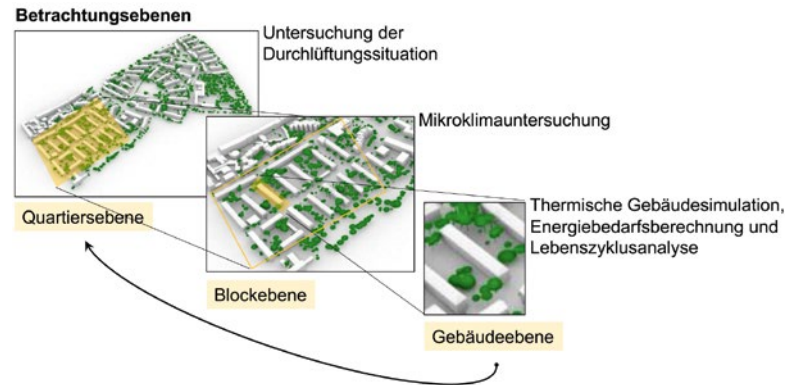 Betrachtungsebenen
Untersuchung der
Durchlüftungssituation
Mikroklimauntersuchung
Quartiersebene
Thermische Gebäudesimulation,
Energiebedarfsberechnung und
Lebenszyklusanalyse
Blockebene
Gebäudeebene